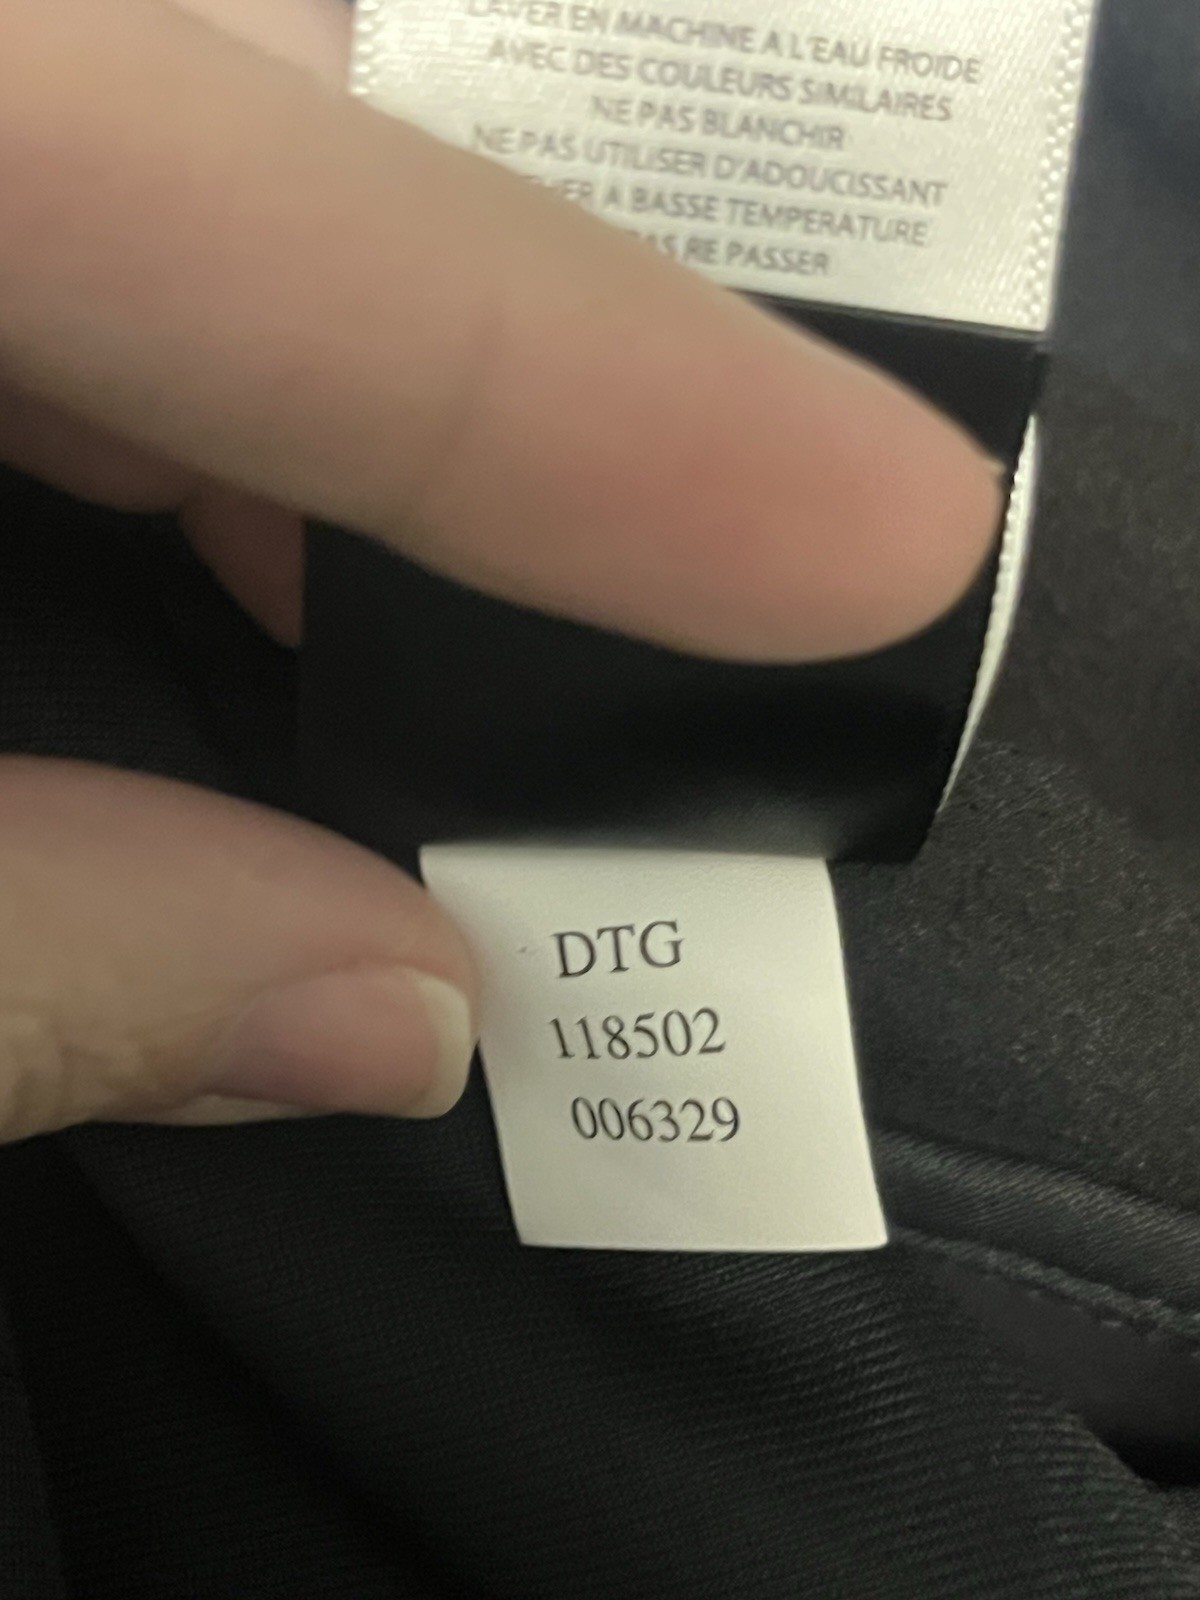 LAVER EN MACHINE A L'EAU FROIDE
AVEC DES COULEURS SIMILAIRES
NE PAS BLANCHIR
NE PAS UTILISER D'ADOUCISSANT
A BASSE TEMPERATURE
RE PASSER
DTG
118502
006329